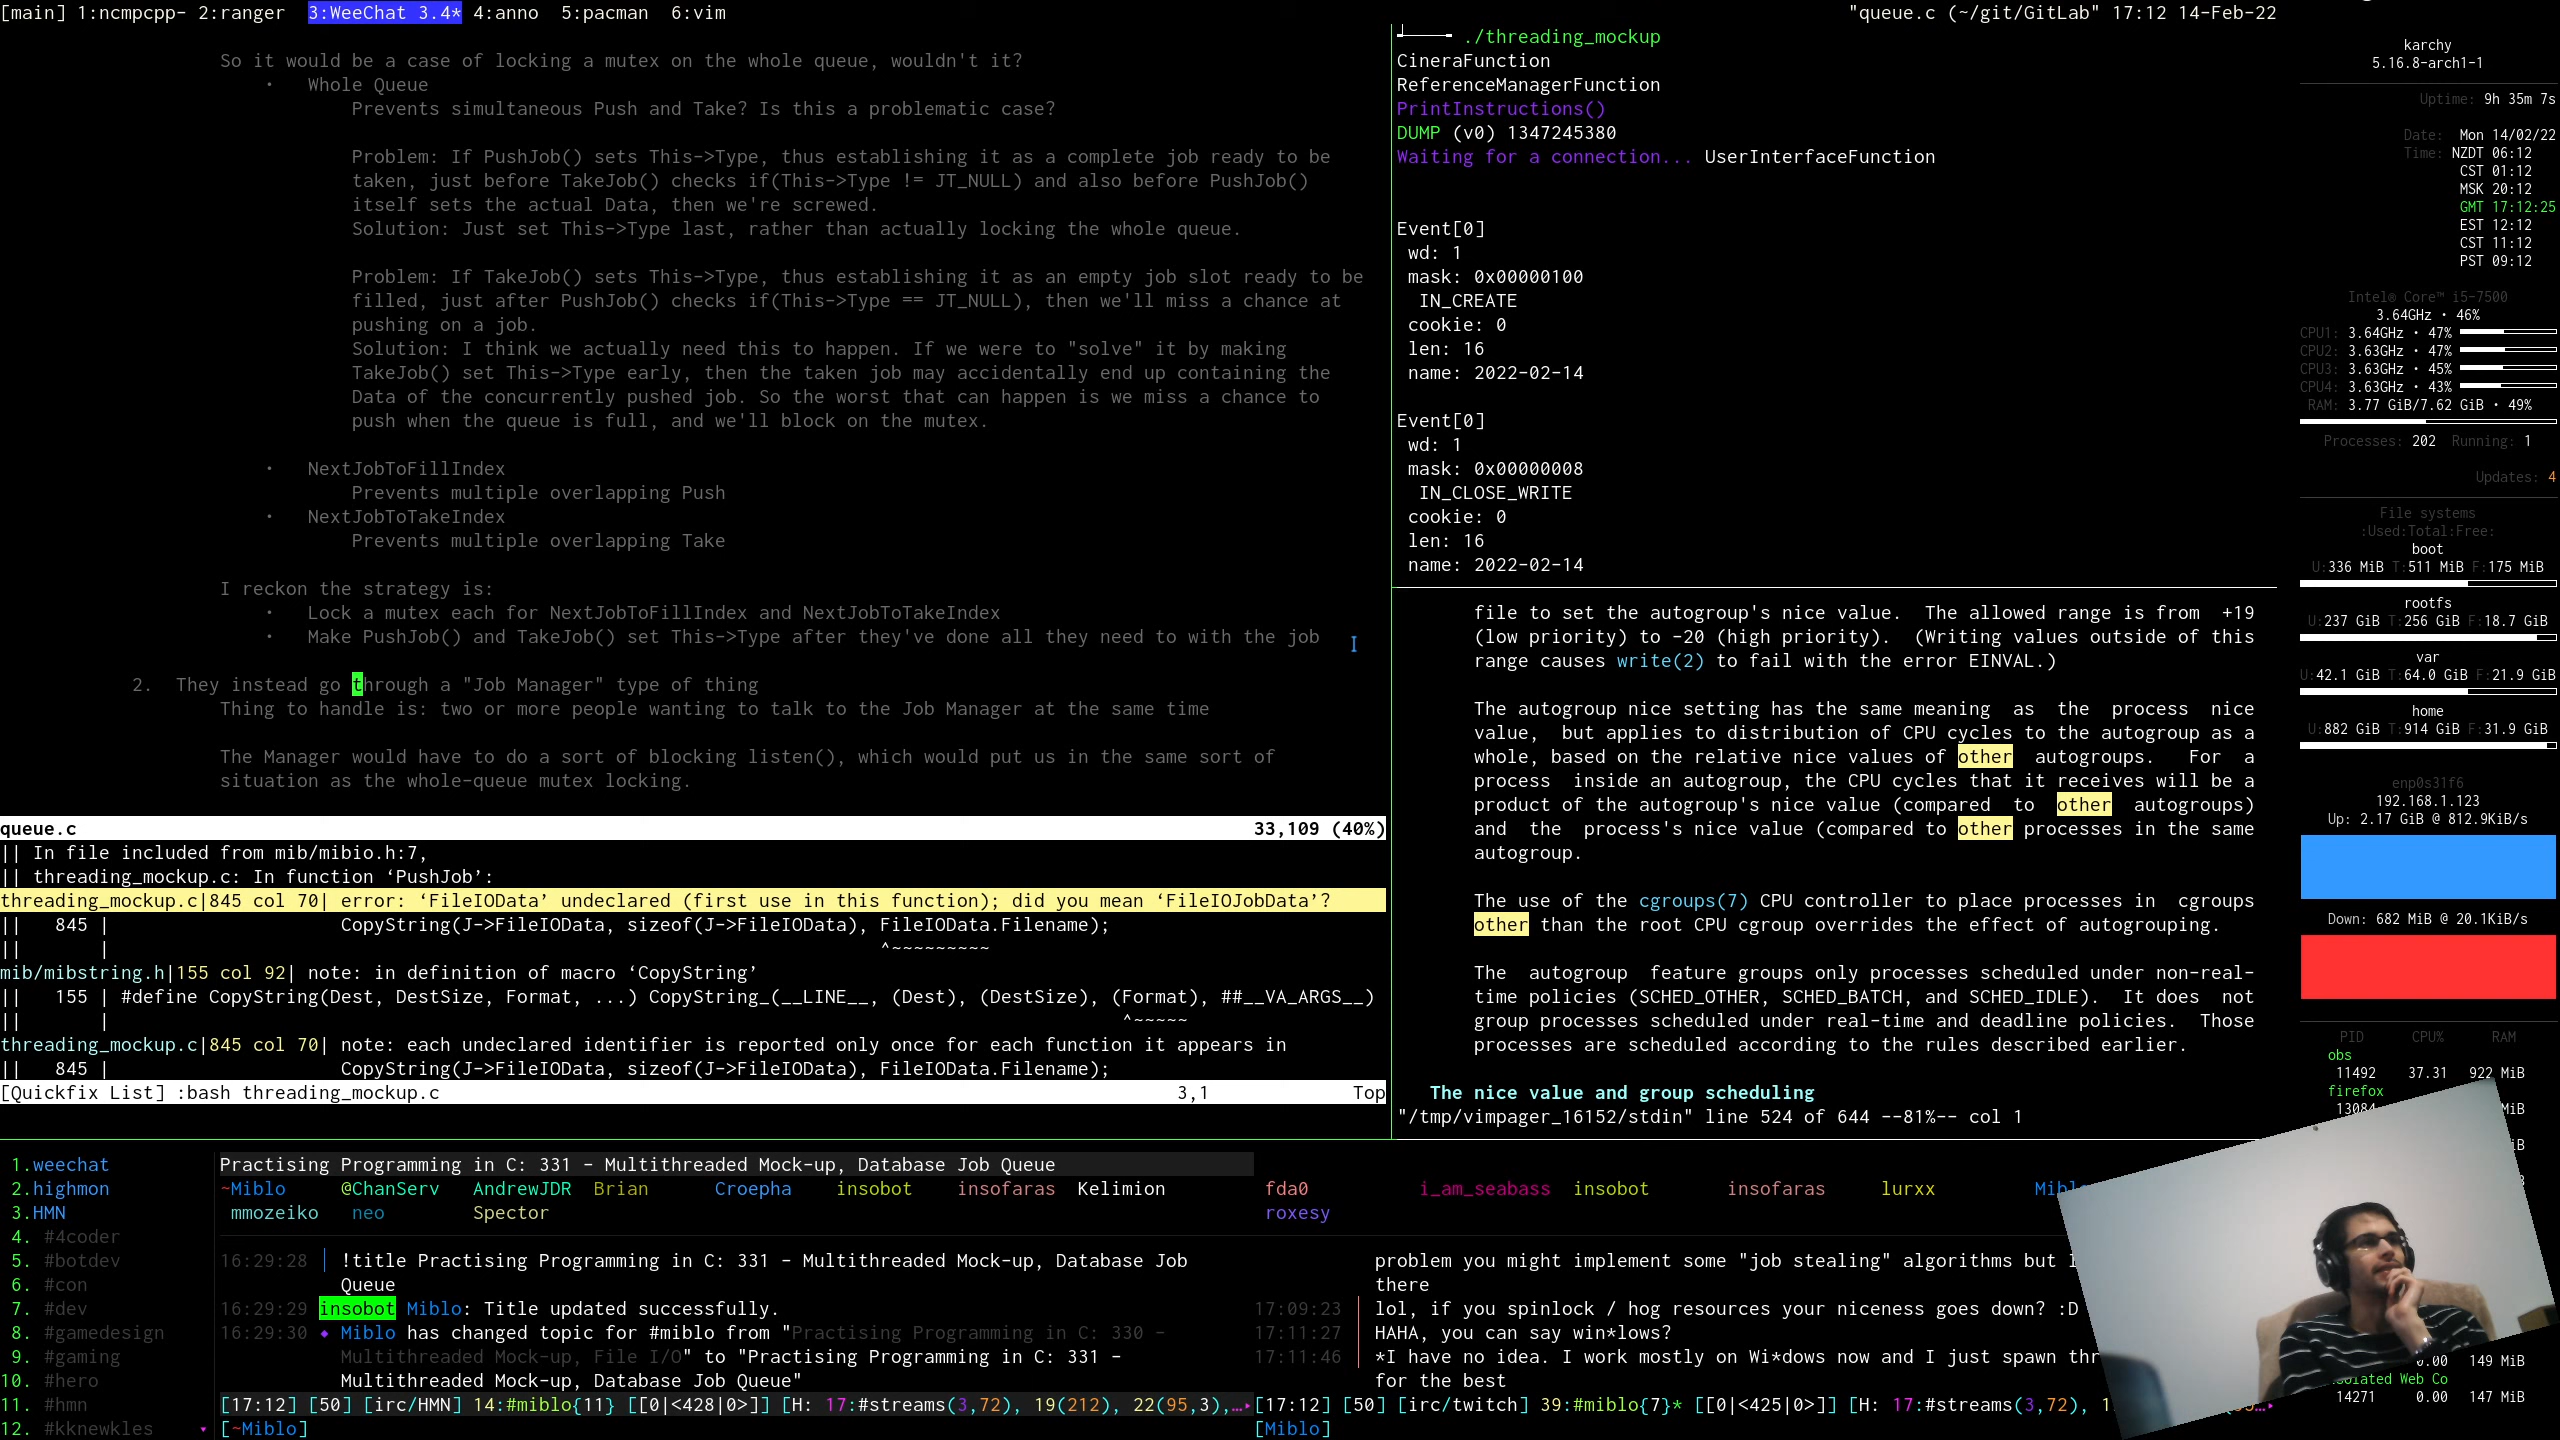 [main] 1:ncmpcpp- 2:ranger  3:WeeChat 3.4* 4:anno  5:pacman  6:vim
"queue.c (~/git/GitLab" 17:12 14-Feb-22
So it would be a case of locking a mutex on the whole queue, wouldn't it?
·   Whole Queue
Prevents simultaneous Push and Take? Is this a problematic case?
Problem: If PushJob() sets This->Type, thus establishing it as a complete job ready to be
taken, just before TakeJob() checks if(This->Type != JT_NULL) and also before PushJob()
itself sets the actual Data, then we're screwed.
Solution: Just set This->Type last, rather than actually locking the whole queue.
Problem: If TakeJob() sets This->Type, thus establishing it as an empty job slot ready to be
filled, just after PushJob() checks if(This->Type == JT_NULL), then we'll miss a chance at
pushing on a job.
Solution: I think we actually need this to happen. If we were to "solve" it by making
TakeJob() set This->Type early, then the taken job may accidentally end up containing the
Data of the concurrently pushed job. So the worst that can happen is we miss a chance to
push when the queue is full, and we'll block on the mutex.
·   NextJobToFillIndex
Prevents multiple overlapping Push
·   NextJobToTakeIndex
Prevents multiple overlapping Take
I reckon the strategy is:
·   Lock a mutex each for NextJobToFillIndex and NextJobToTakeIndex
·   Make PushJob() and TakeJob() set This->Type after they've done all they need to with the job
2.  They instead go through a "Job Manager" type of thing
Thing to handle is: two or more people wanting to talk to the Job Manager at the same time
The Manager would have to do a sort of blocking listen(), which would put us in the same sort of
situation as the whole-queue mutex locking.
queue.c 33,109 (40%)
|| In file included from mib/mibio.h:7,
|| threading_mockup.c: In function ‘PushJob’:
threading_mockup.c|845 col 70| error: ‘FileIOData’ undeclared (first use in this function); did you mean ‘FileIOJobData’?
||   845 |                     CopyString(J->FileIOData, sizeof(J->FileIOData), FileIOData.Filename);
||       |                                                                      ^~~~~~~~~~
mib/mibstring.h|155 col 92| note: in definition of macro ‘CopyString’
||   155 | #define CopyString(Dest, DestSize, Format, ...) CopyString_(__LINE__, (Dest), (DestSize), (Format), ##__VA_ARGS__)
||       |                                                                                            ^~~~~~
threading_mockup.c|845 col 70| note: each undeclared identifier is reported only once for each function it appears in
||   845 |                     CopyString(J->FileIOData, sizeof(J->FileIOData), FileIOData.Filename);
[Quickfix List] :bash threading_mockup.c 3,1 Top
./threading_mockup
CineraFunction
ReferenceManagerFunction
PrintInstructions()
DUMP (v0) 1347245380
Waiting for a connection... UserInterfaceFunction
Event[0]
wd: 1
mask: 0x00000100
IN_CREATE
cookie: 0
len: 16
name: 2022-02-14
Event[0]
wd: 1
mask: 0x00000008
IN_CLOSE_WRITE
cookie: 0
len: 16
name: 2022-02-14
file to set the autogroup's nice value.  The allowed range is from  +19
(low priority) to -20 (high priority).  (Writing values outside of this
range causes write(2) to fail with the error EINVAL.)
The autogroup nice setting has the same meaning  as  the  process  nice
value,  but applies to distribution of CPU cycles to the autogroup as a
whole, based on the relative nice values of other  autogroups.   For  a
process  inside an autogroup, the CPU cycles that it receives will be a
product of the autogroup's nice value (compared  to  other  autogroups)
and  the  process's nice value (compared to other processes in the same
autogroup.
The use of the cgroups(7) CPU controller to place processes in  cgroups
other than the root CPU cgroup overrides the effect of autogrouping.
The  autogroup  feature groups only processes scheduled under non-real-
time policies (SCHED_OTHER, SCHED_BATCH, and SCHED_IDLE).  It does  not
group processes scheduled under real-time and deadline policies.  Those
processes are scheduled according to the rules described earlier.
The nice value and group scheduling
"/tmp/vimpager_16152/stdin" line 524 of 644 --81%-- col 1
karchy
5.16.8-arch1-1
Uptime: 9h 35m 7s
Date: Mon 14/02/22
Time: NZDT 06:12
CST 01:12
MSK 20:12
GMT 17:12:25
EST 12:12
CST 11:12
PST 09:12
Intel® Core™ i5-7500
3.64GHz · 46%
CPU1: 3.64GHz · 47%
CPU2: 3.63GHz · 47%
CPU3: 3.63GHz · 45%
CPU4: 3.63GHz · 43%
RAM: 3.77 GiB/7.62 GiB · 49%
Processes: 202  Running: 1
Updates: 4
File systems
:Used:Total:Free:
boot
U:336 MiB T:511 MiB F:175 MiB
rootfs
U:237 GiB T:256 GiB F:18.7 GiB
var
U:42.1 GiB T:64.0 GiB F:21.9 GiB
home
U:882 GiB T:914 GiB F:31.9 GiB
enp0s31f6
192.168.1.123
Up: 2.17 GiB @ 812.9KiB/s
Down: 682 MiB @ 20.1KiB/s
PID CPU% RAM
obs
11492 37.31 922 MiB
firefox
13084 MiB
0.00 149 MiB
Web Co
14271 0.00 147 MiB
1.weechat
2.highmon
3.HMN
4. #4coder
5. #botdev
6. #con
7. #dev
8. #gamedesign
9. #gaming
10. #hero
11. #hmn
12. #kknewkles
Practising Programming in C: 331 - Multithreaded Mock-up, Database Job Queue
~Miblo @ChanServ AndrewJDR Brian Croepha insobot insofaras Kelimion
mmozeiko neo Spector
16:29:28 | !title Practising Programming in C: 331 - Multithreaded Mock-up, Database Job
Queue
16:29:29 insobot Miblo: Title updated successfully.
16:29:30 ⬥ Miblo has changed topic for #miblo from "Practising Programming in C: 330 -
Multithreaded Mock-up, File I/O" to "Practising Programming in C: 331 -
Multithreaded Mock-up, Database Job Queue"
[17:12] [50] [irc/HMN] 14:#miblo{11} [[0|<428|0>]] [H: 17:#streams(3,72), 19(212), 22(95,3),…
[~Miblo]
fda0 i_am_seabass insobot insofaras lurxx
roxesy
problem you might implement some "job stealing" algorithms but
there
17:09:23 lol, if you spinlock / hog resources your niceness goes down? :D
17:11:27 HAHA, you can say win*lows?
17:11:46 *I have no idea. I work mostly on Wi*dows now and I just spawn
for the best
[17:12] [50] [irc/twitch] 39:#miblo{7}* [[0|<425|0>]] [H: 17:#streams(3,72),
[Miblo]